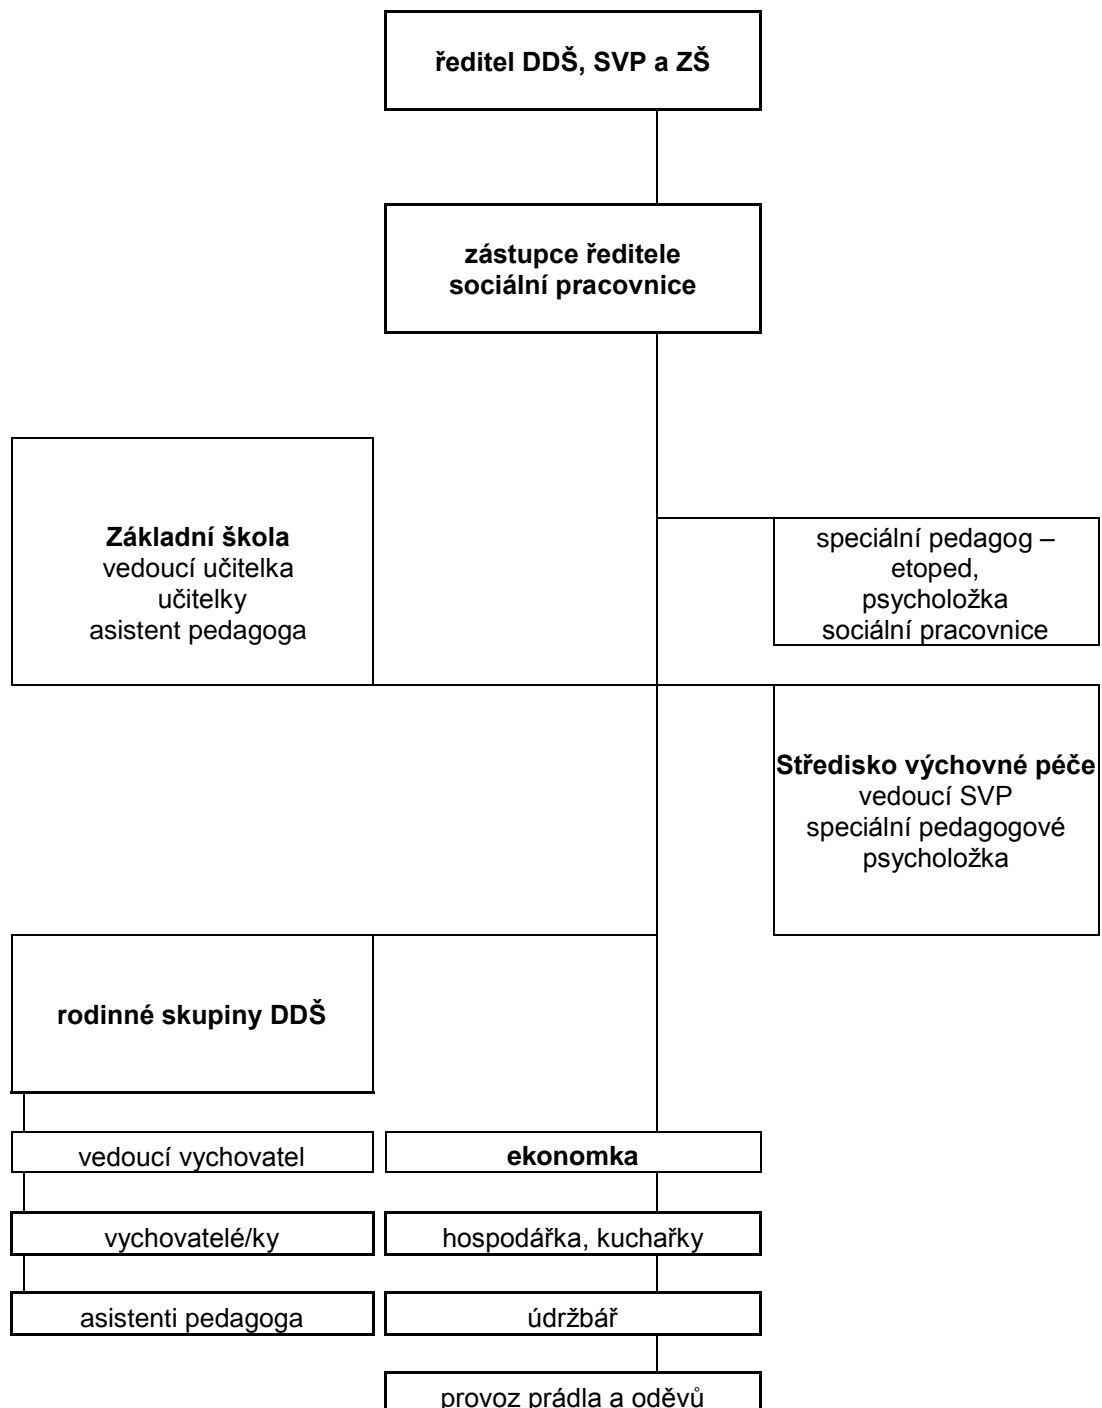 ředitel DDŠ, SVP a ZŠ
zástupce ředitele
sociální pracovnice
Základní škola
vedoucí učitelka
učitelky
asistent pedagoga
speciální pedagog –
etoped,
psycholožka
sociální pracovnice
Středisko výchovné péče
vedoucí SVP
speciální pedagogové
psycholožka
rodinné skupiny DDŠ
vedoucí vychovatel
ekonomka
vychovatelé/ky
hospodářka, kuchařky
asistenti pedagoga
údržbář
provoz prádla a oděvů